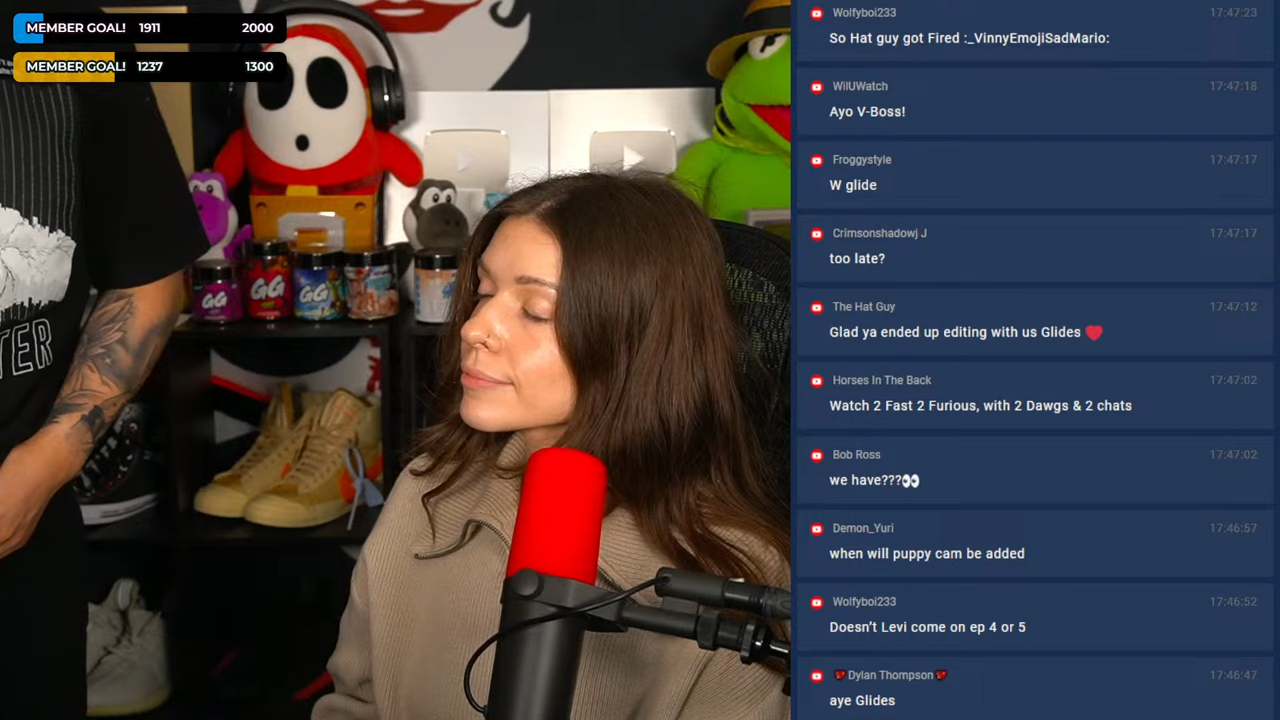 MEMBER GOAL! 1911 2000
MEMBER GOAL! 1237 1300
TER
GG
GG
GG
Wolfyboi233 17:47:23
So Hat guy got Fired :_VinnyEmojiSadMario:
WilUWatch 17:47:18
Ayo V-Boss!
Froggystyle 17:47:17
W glide
Crimsonshadowj J 17:47:17
too late?
The Hat Guy 17:47:12
Glad ya ended up editing with us Glides ❤️
Horses In The Back 17:47:02
Watch 2 Fast 2 Furious, with 2 Dawgs & 2 chats
Bob Ross 17:47:02
we have???👀
Demon_Yuri 17:46:57
when will puppy cam be added
Wolfyboi233 17:46:52
Doesn't Levi come on ep 4 or 5
Dylan Thompson 17:46:47
aye Glides